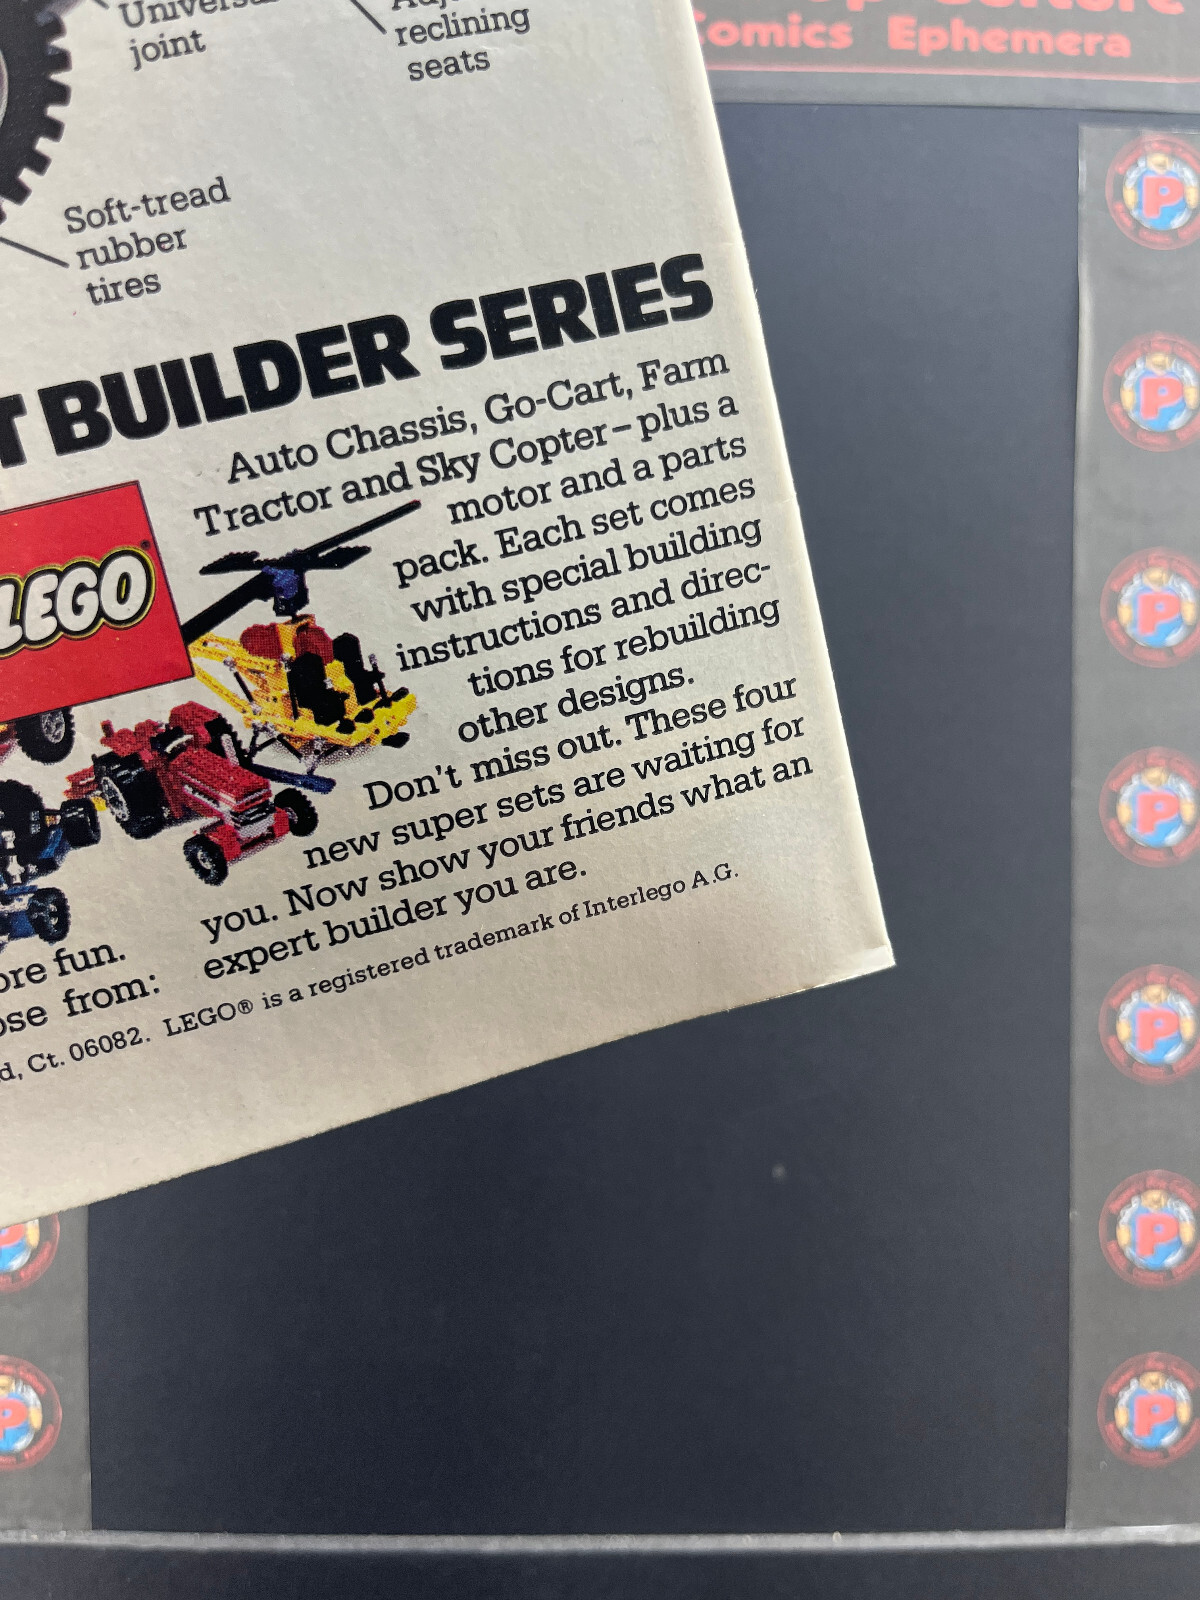 Culture
Comics Ephemera
joint
reclining
seats
Soft-tread
rubber
tires
BUILDER SERIES
Auto Chassis, Go-Cart, Farm
Tractor and Sky Copter – plus a
motor and a parts
pack. Each set comes
with special building
instructions and direc-
tions for rebuilding
other designs.
Don't miss out. These four
new super sets are waiting for
you. Now show your friends what an
expert builder you are.
LEGO®
fun.
from:
Ct. 06082. LEGO® is a registered trademark of Interlego A.G.
P
P
P
P
P
P
P
P
P